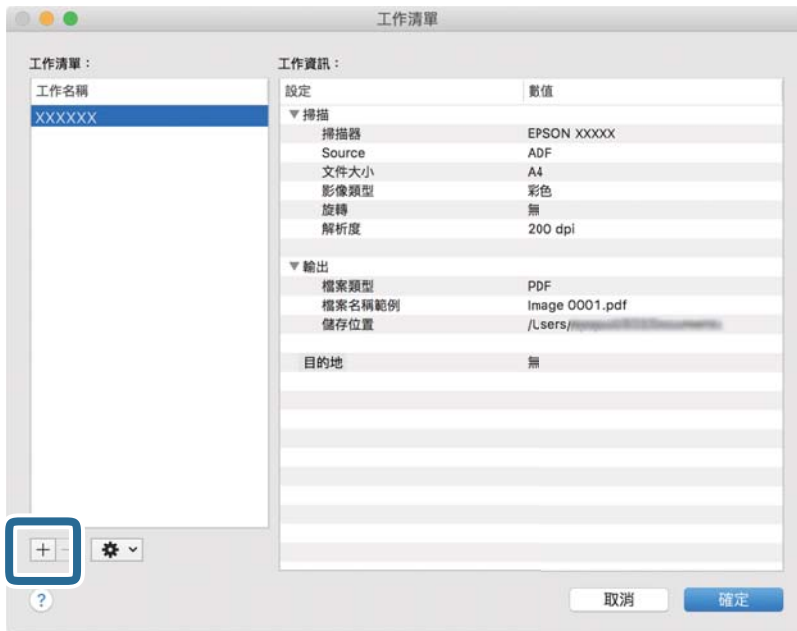 工作清單
工作清單：
工作名稱
XXXXXX
工作資訊：
設定 數值
▼掃描
掃描器 EPSON XXXXX
Source ADF
文件大小 A4
影像類型 彩色
旋轉 無
解析度 200 dpi
▼輸出
檔案類型 PDF
檔案名稱範例 Image 0001.pdf
儲存位置 /Lsers/
目的地 無
+ −
?
取消 確定